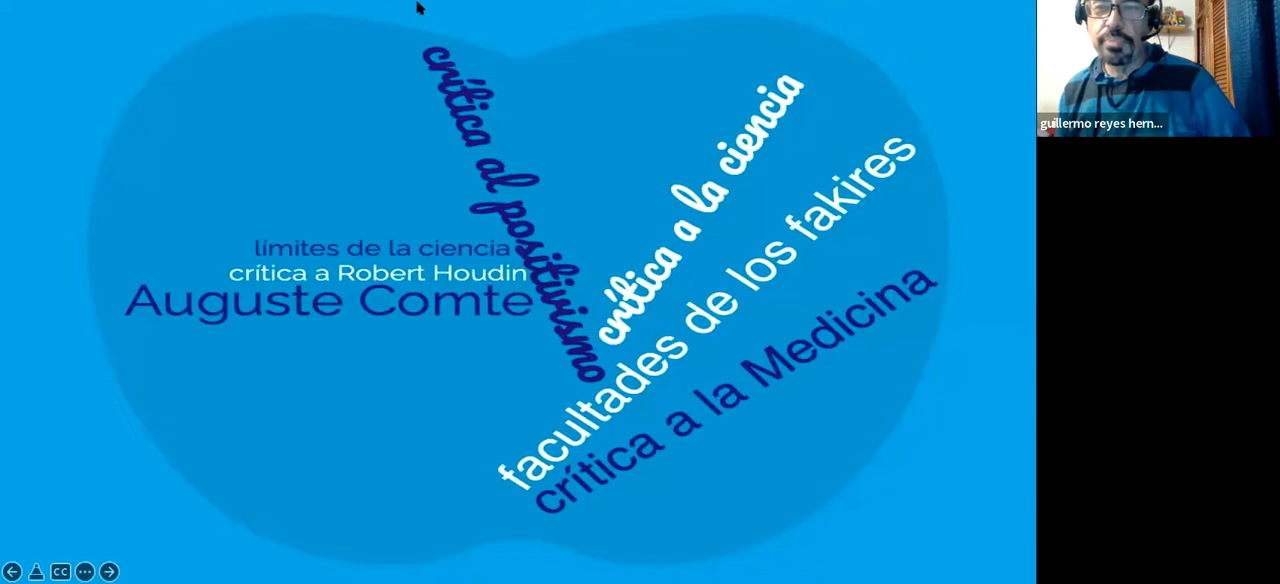 crítica al positivismo
crítica a la ciencia
facultades de los fakires
crítica a la Medicina
límites de la ciencia
crítica a Robert Houdin
Auguste Comte
guillermo reyes hern...
CC